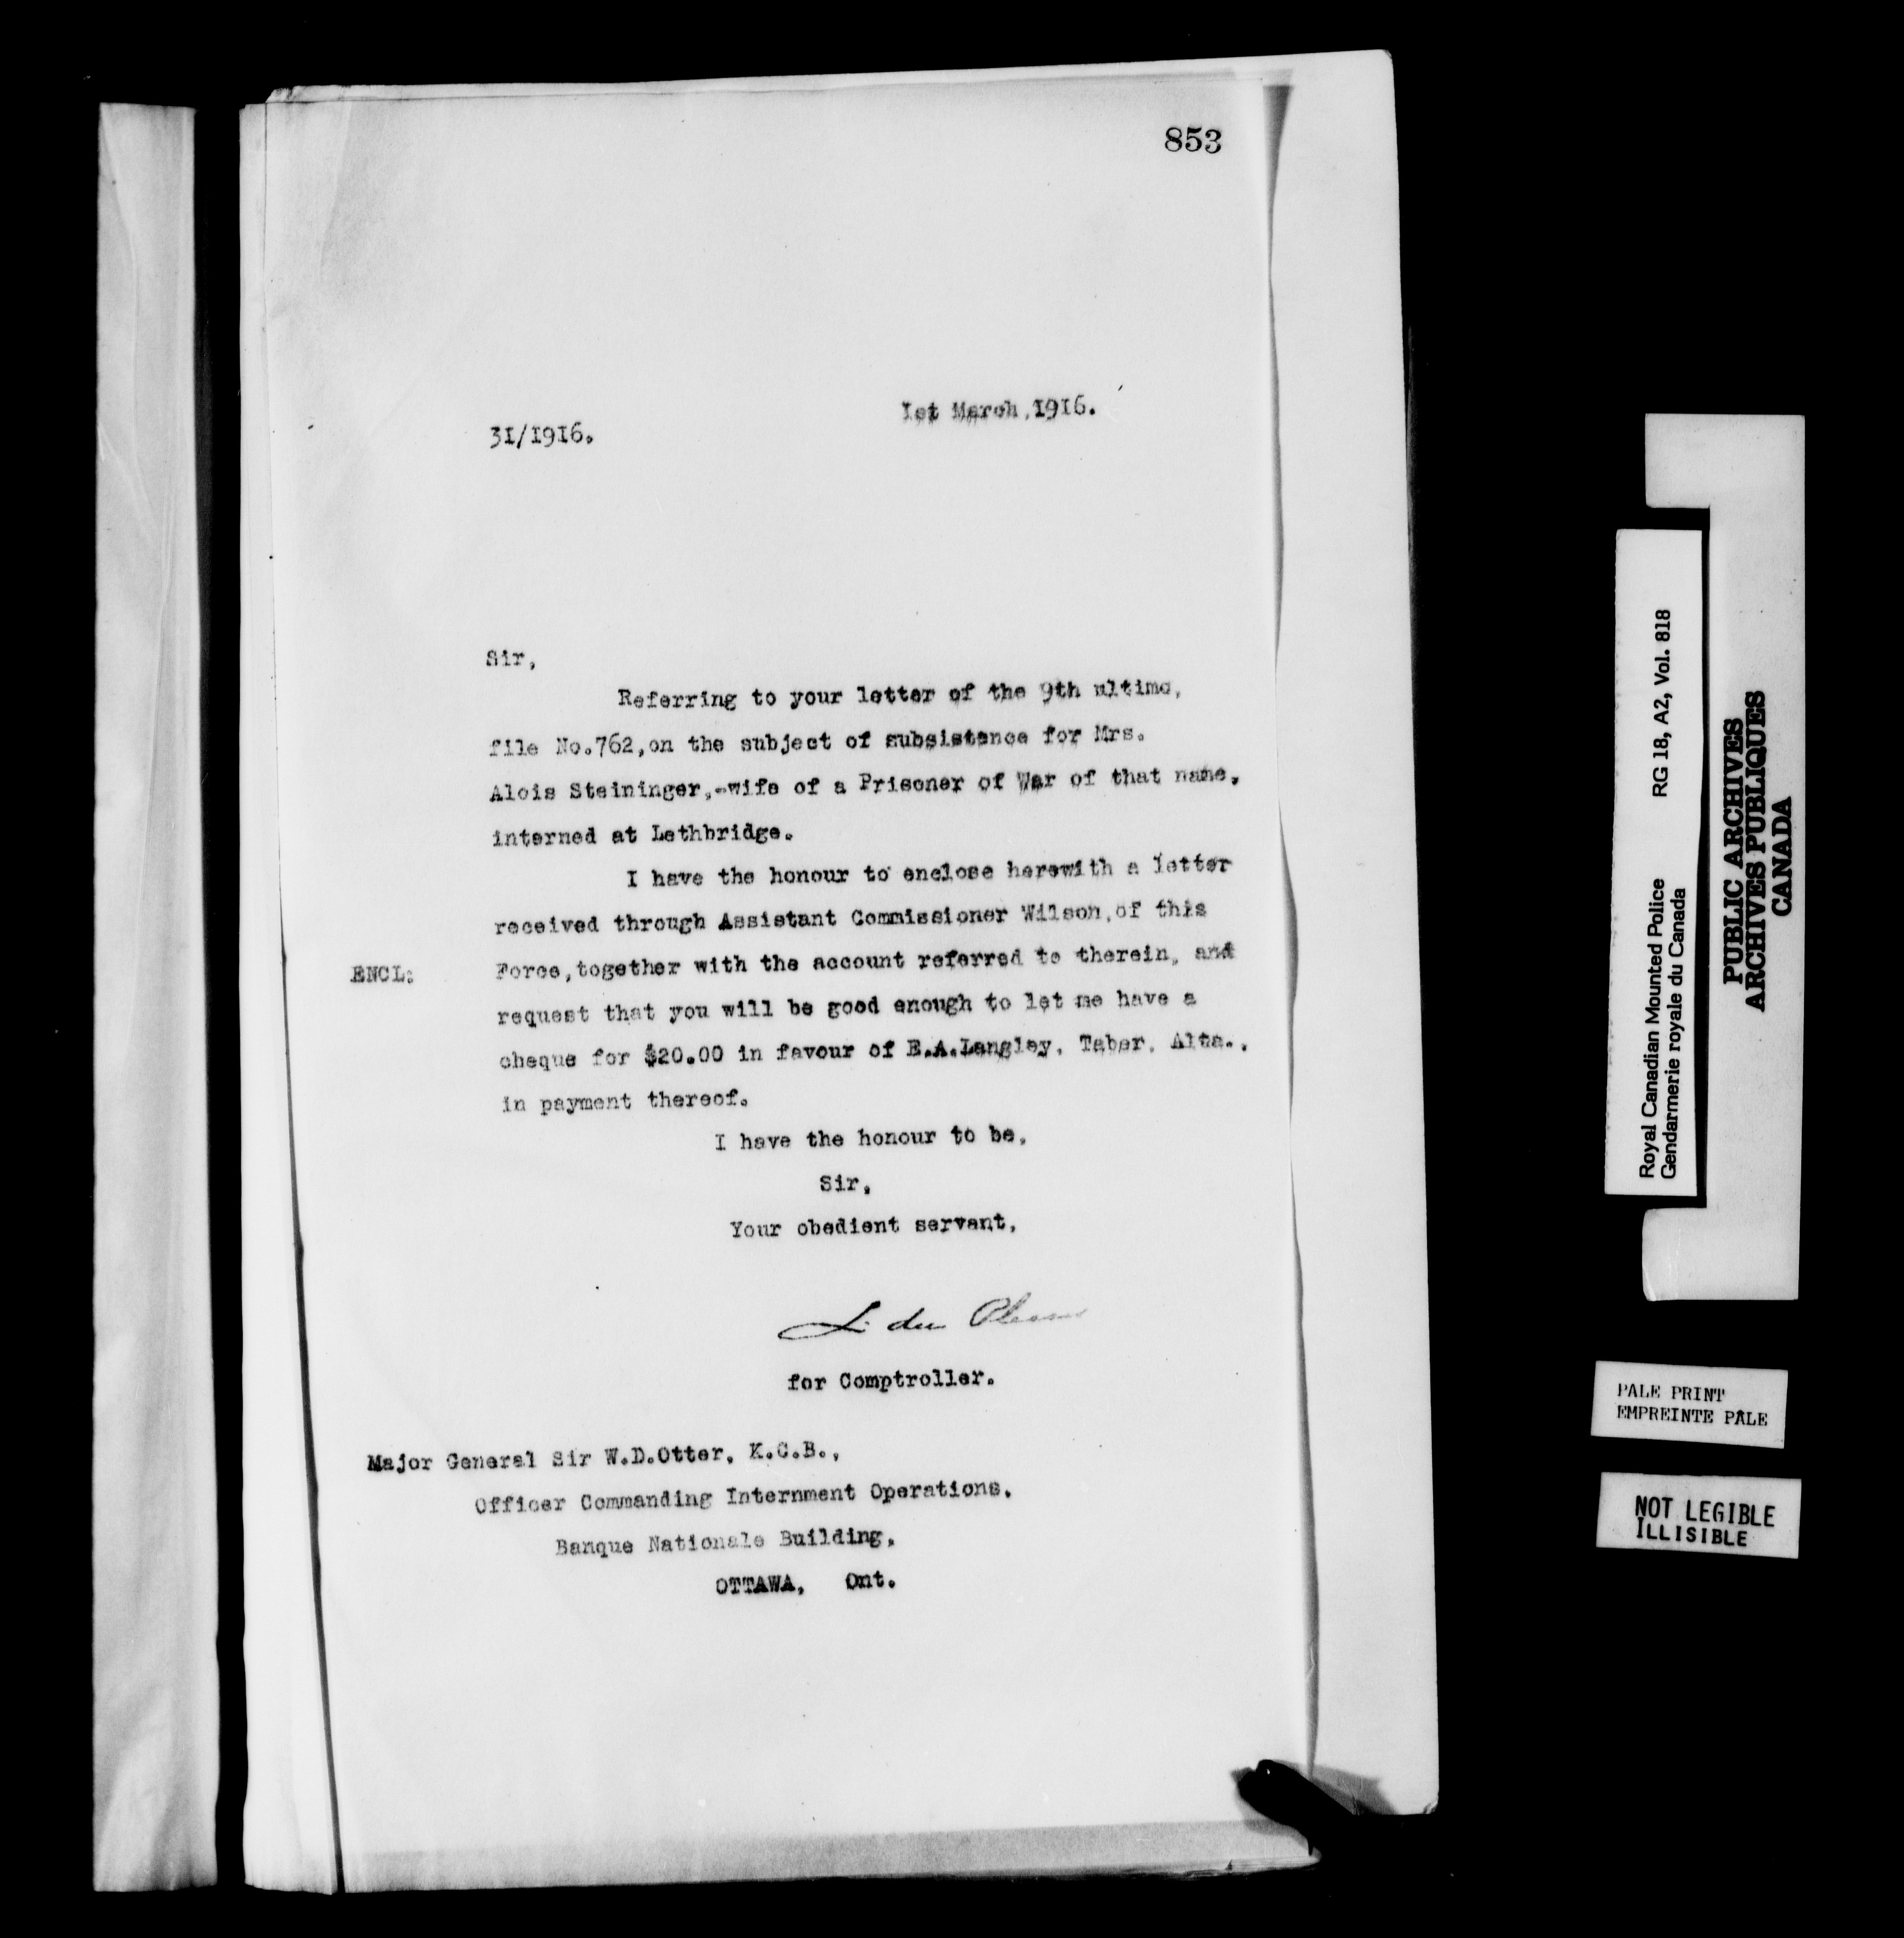 853
1st March,1916.
31/1916.
Sir,
Referring to your letter of the 9th ultimo,
file No.762,on the subject of subsistence for Mrs.
Alois Steininger,-wife of a Prisoner of War of that name,
interned at Lethbridge.
I have the honour to enclose herewith a letter
received through Assistant Commissioner Wilson,of this
ENCL: Force,together with the account referred to therein, and
request that you will be good enough to let me have a
cheque for $20.00 in favour of E.A.Langley, Taber, Alta.,
in payment thereof.
I have the honour to be,
Sir,
Your obedient servant,
L. du
for Comptroller.
Major General Sir W.D.Otter, K.C.B.,
Officer Commanding Internment Operations,
Banque Nationale Building,
OTTAWA, Ont.
Royal Canadian Mounted Police RG 18, A2, Vol. 818
Gendarmerie royale du Canada
PUBLIC ARCHIVES
ARCHIVES PUBLIQUES
CANADA
PALE PRINT
EMPREINTE PÂLE
NOT LEGIBLE
ILLISIBLE